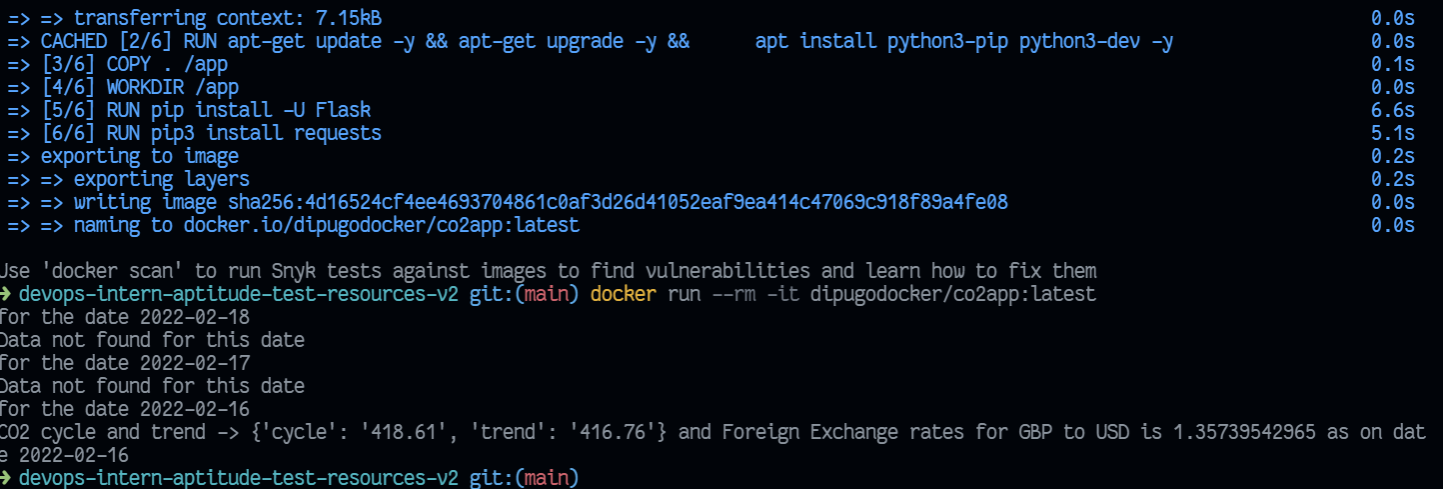 => => transferring context: 7.15kB 0.0s
=> CACHED [2/6] RUN apt-get update -y && apt-get upgrade -y &&     apt install python3-pip python3-dev -y 0.0s
=> [3/6] COPY . /app 0.1s
=> [4/6] WORKDIR /app 0.0s
=> [5/6] RUN pip install -U Flask 6.6s
=> [6/6] RUN pip3 install requests 5.1s
=> exporting to image 0.2s
=> => exporting layers 0.2s
=> => writing image sha256:4d16524cf4ee4693704861c0af3d26d41052eaf9ea414c47069c918f89a4fe08 0.0s
=> => naming to docker.io/dipugodocker/co2app:latest 0.0s
Use 'docker scan' to run Snyk tests against images to find vulnerabilities and learn how to fix them
→ devops-intern-aptitude-test-resources-v2 git:(main) docker run --rm -it dipugodocker/co2app:latest
for the date 2022-02-18
Data not found for this date
for the date 2022-02-17
Data not found for this date
for the date 2022-02-16
CO2 cycle and trend -> {'cycle': '418.61', 'trend': '416.76'} and Foreign Exchange rates for GBP to USD is 1.35739542965 as on dat
e 2022-02-16
→ devops-intern-aptitude-test-resources-v2 git:(main)